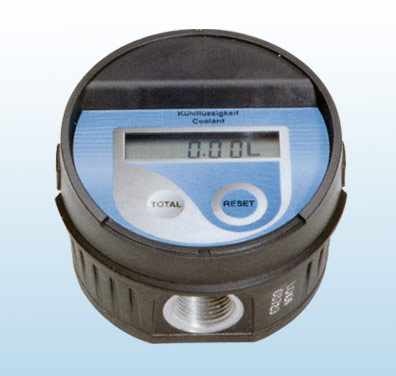 Kühlflüssigkeit
Coolant
0.00L
TOTAL
RESET